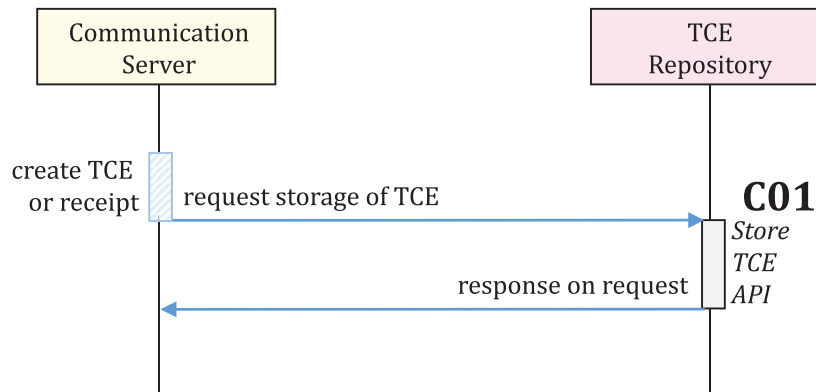 Communication
Server
TCE
Repository
create TCE
or receipt
request storage of TCE
C01
Store
TCE
API
response on request